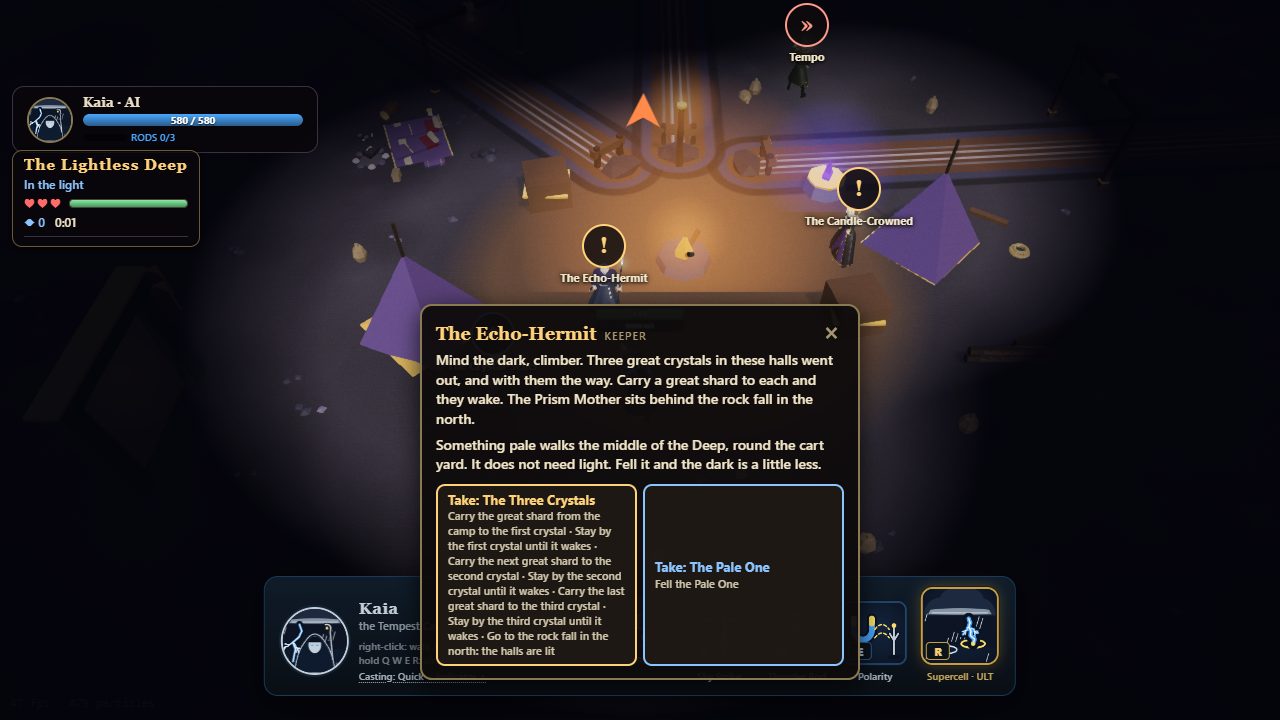 »
Tempo
Kaia · AI
580 / 580
RODS 0/3
The Lightless Deep
In the light
0 0:01
!
The Candle-Crowned
!
The Echo-Hermit
The Echo-Hermit KEEPER ×
Mind the dark, climber. Three great crystals in these halls went
out, and with them the way. Carry a great shard to each and
they wake. The Prism Mother sits behind the rock fall in the
north.
Something pale walks the middle of the Deep, round the cart
yard. It does not need light. Fell it and the dark is a little less.
Take: The Three Crystals
Carry the great shard from the
camp to the first crystal · Stay by
the first crystal until it wakes ·
Carry the next great shard to the
second crystal · Stay by the second
crystal until it wakes · Carry the last
great shard to the third crystal ·
Stay by the third crystal until it
wakes · Go to the rock fall in the
north: the halls are lit
Take: The Pale One
Fell the Pale One
Kaia
the Tempest
right-click:
hold Q W E R
Casting: Quick
E
Polarity
R
Supercell · ULT